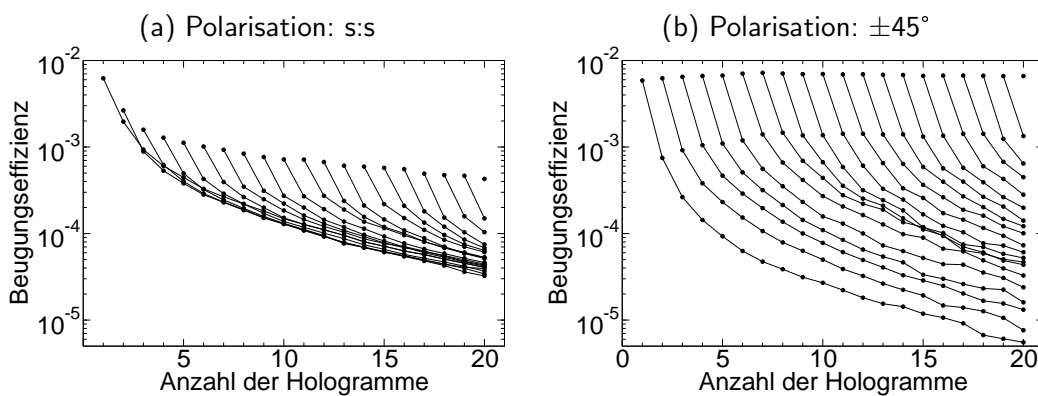 (a) Polarisation: s:s
10^-2
10^-3
10^-4
10^-5
Beugungseffizienz
5 10 15 20
Anzahl der Hologramme
(b) Polarisation: ±45°
10^-2
10^-3
10^-4
10^-5
Beugungseffizienz
0 5 10 15 20
Anzahl der Hologramme